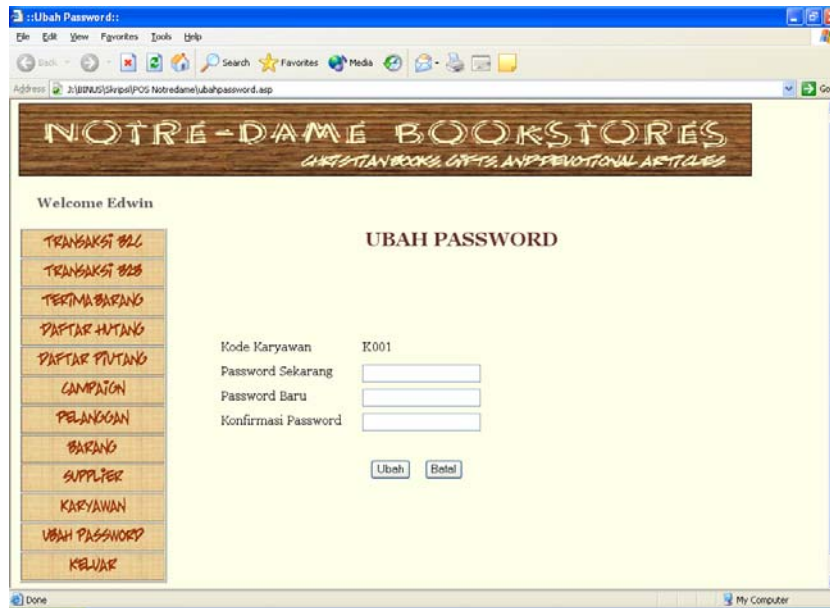 ::Ubah Password::
File Edit View Favorites Tools Help
Back Search Favorites Media
Address J:\BINUS\Skripsi\POS Notredame\ubahpassword.asp Go
NOTRE-DAME BOOKSTORES
CHRISTIAN BOOKS, GIFTS, AND DEVOTIONAL ARTICLES
Welcome Edwin
UBAH PASSWORD
TRANSAKSI B2C
TRANSAKSI B2B
TERIMA BARANG
DAFTAR HUTANG
DAFTAR PIUTANG
CAMPAIGN
PELANGGAN
BARANG
SUPPLIER
KARYAWAN
UBAH PASSWORD
KELUAR
Kode Karyawan K001
Password Sekarang
Password Baru
Konfirmasi Password
Ubah Batal
Done My Computer